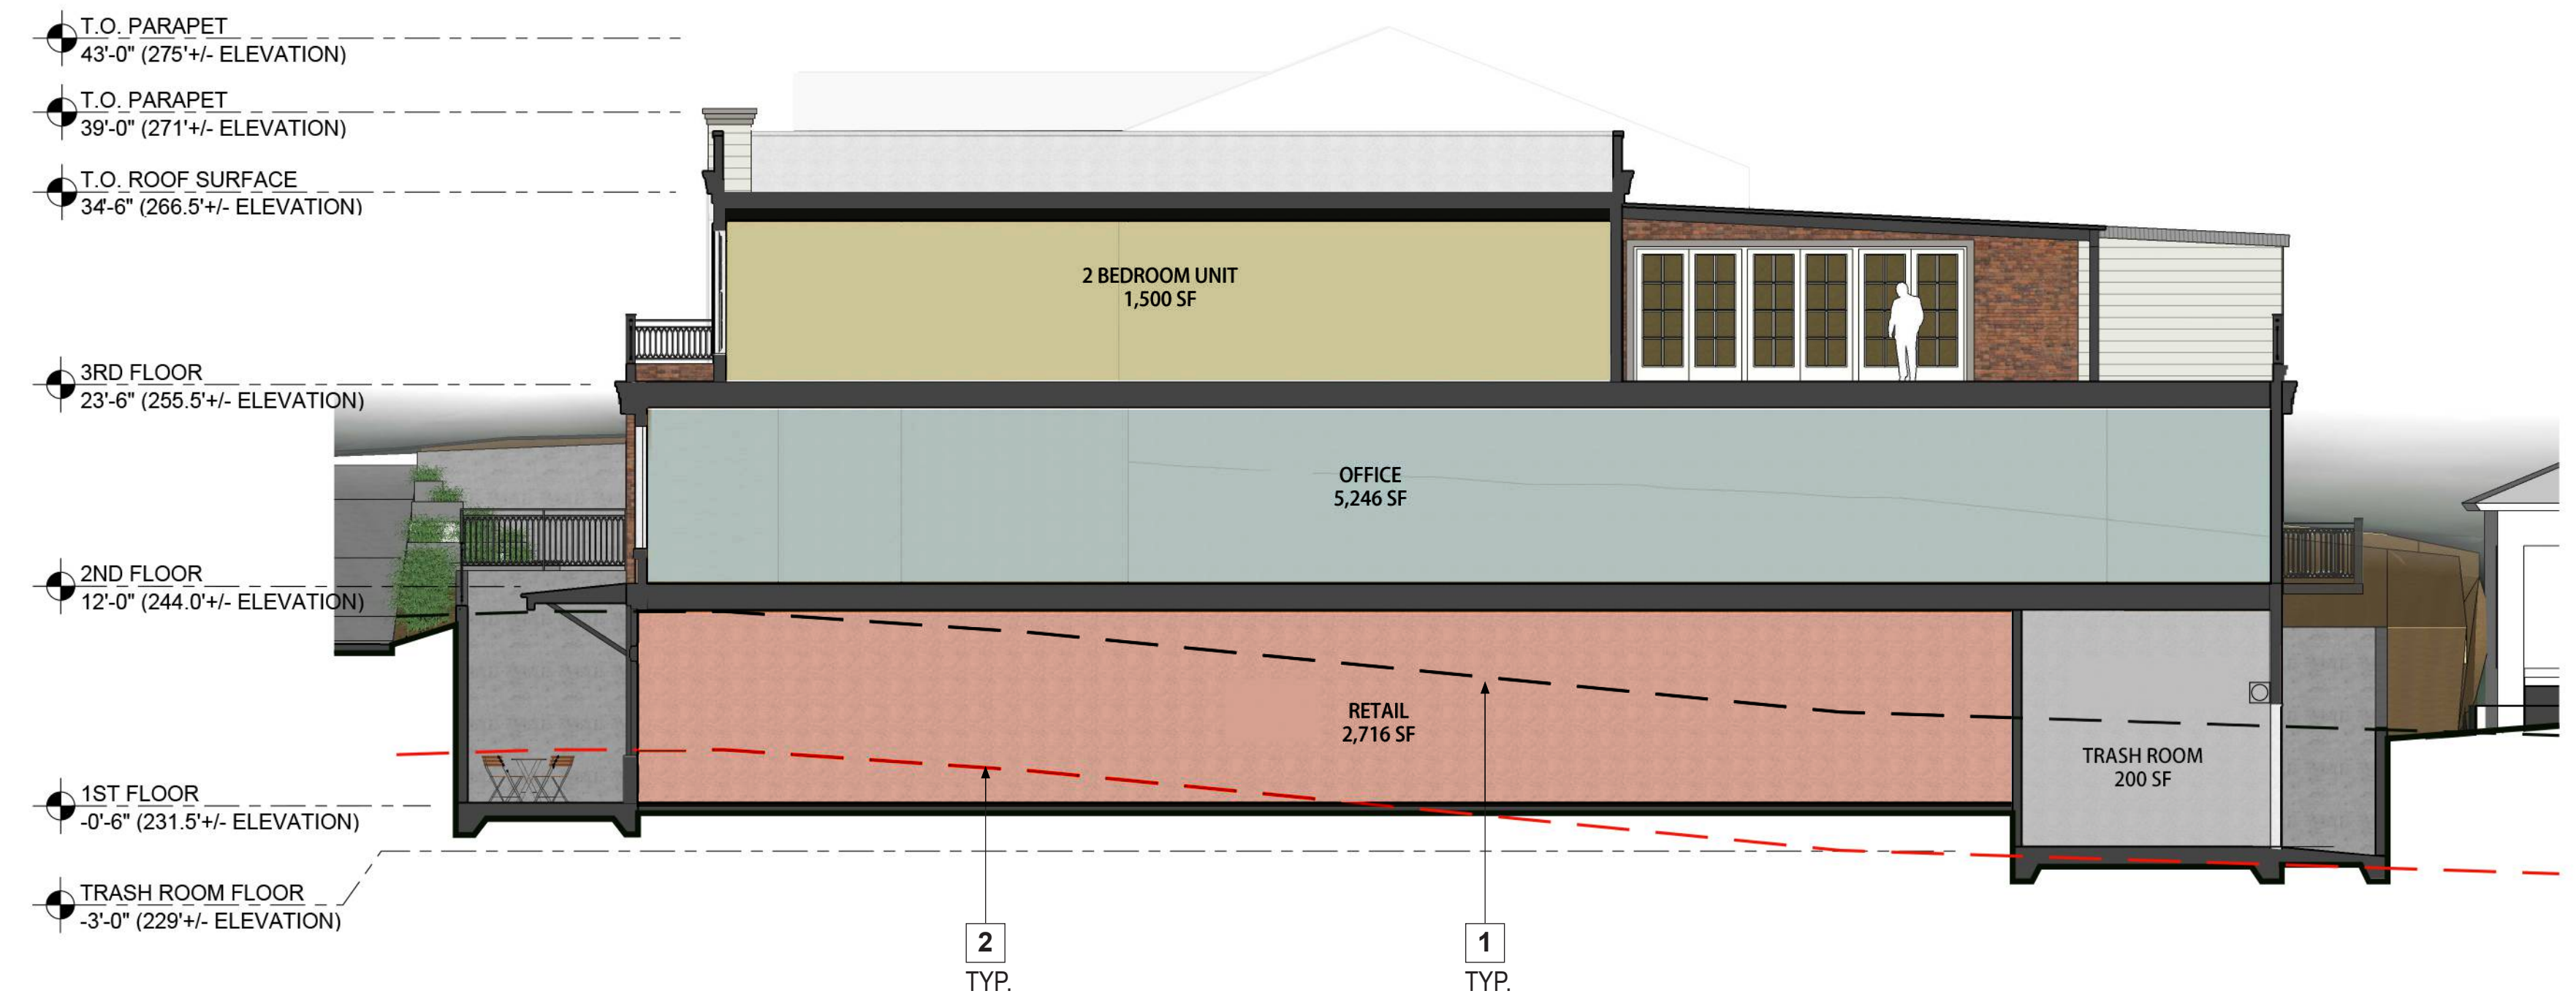 T.O. PARAPET
43'-0" (275'+/- ELEVATION)
T.O. PARAPET
39'-0" (271'+/- ELEVATION)
T.O. ROOF SURFACE
34'-6" (266.5'+/- ELEVATION)
2 BEDROOM UNIT
1,500 SF
3RD FLOOR
23'-6" (255.5'+/- ELEVATION)
OFFICE
5,246 SF
2ND FLOOR
12'-0" (244.0'+/- ELEVATION)
RETAIL
2,716 SF
TRASH ROOM
200 SF
1ST FLOOR
-0'-6" (231.5'+/- ELEVATION)
TRASH ROOM FLOOR
-3'-0" (229'+/- ELEVATION)
2
TYP.
1
TYP.